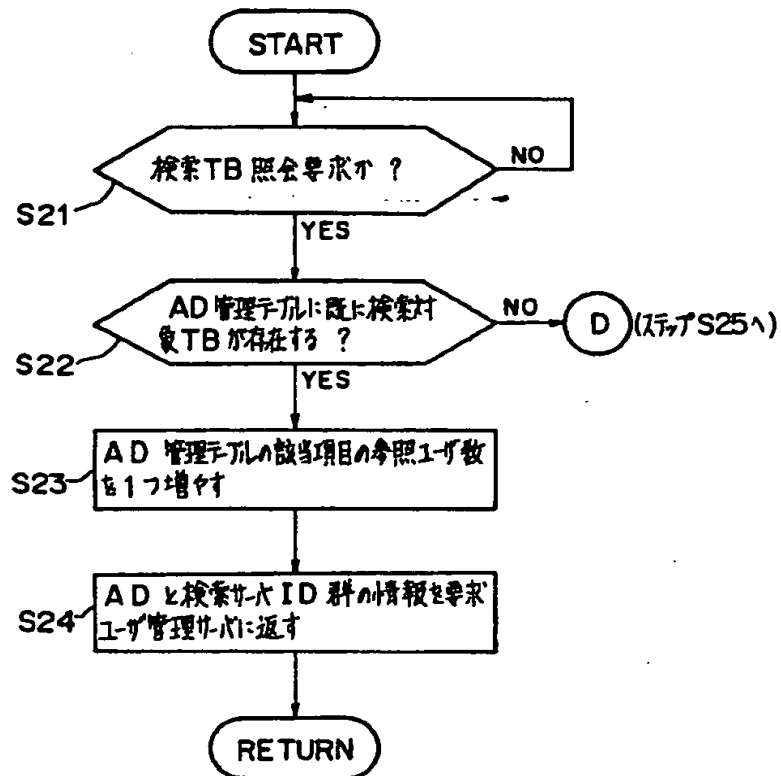 START
検索TB照会要求か ?
NO
S21
YES
AD管理テーブルに既に検索対
象TBが存在する ?
NO
D
(ステップS25へ)
S22
YES
AD 管理テーブルの該当項目の参照ユーザ数
を1つ増やす
S23
ADと検索サーバID群の情報を要求
ユーザ管理サーバに返す
S24
RETURN